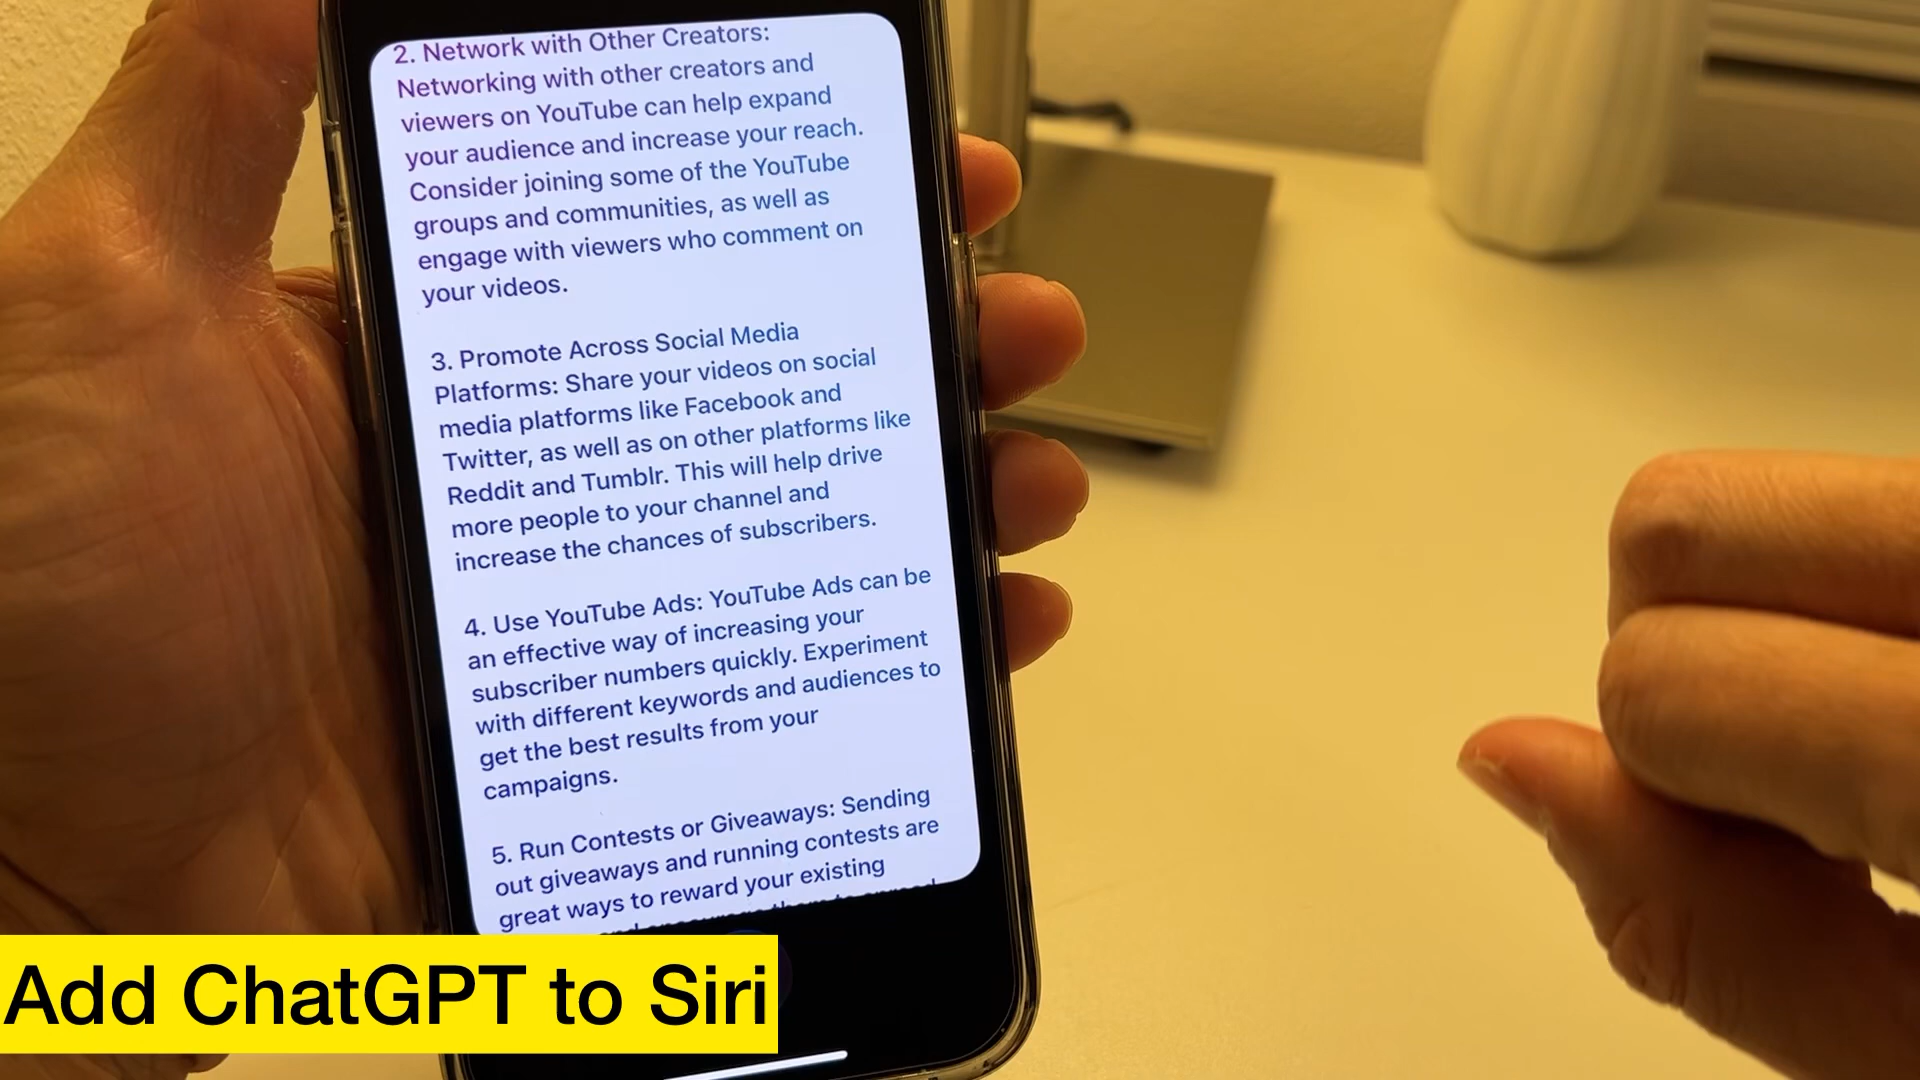 2. Network with Other Creators:
Networking with other creators and
viewers on YouTube can help expand
your audience and increase your reach.
Consider joining some of the YouTube
groups and communities, as well as
engage with viewers who comment on
your videos.
3. Promote Across Social Media
Platforms: Share your videos on social
media platforms like Facebook and
Twitter, as well as on other platforms like
Reddit and Tumblr. This will help drive
more people to your channel and
increase the chances of subscribers.
4. Use YouTube Ads: YouTube Ads can be
an effective way of increasing your
subscriber numbers quickly. Experiment
with different keywords and audiences to
get the best results from your
campaigns.
5. Run Contests or Giveaways: Sending
out giveaways and running contests are
great ways to reward your existing
Add ChatGPT to Siri